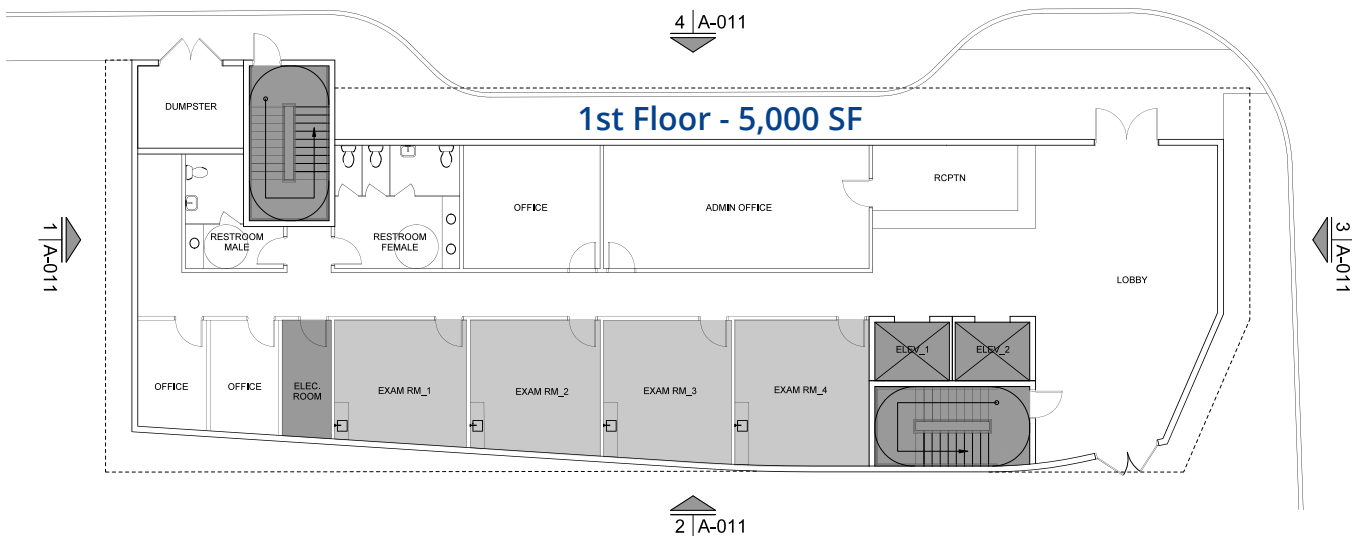 4 | A-011
DUMPSTER
1st Floor - 5,000 SF
RCPTN
OFFICE
ADMIN OFFICE
RESTROOM
MALE
RESTROOM
FEMALE
1 | A-011
3 | A-011
LOBBY
ELEV_1
ELEV_2
OFFICE
OFFICE
ELEC.
ROOM
EXAM RM_1
EXAM RM_2
EXAM RM_3
EXAM RM_4
2 | A-011